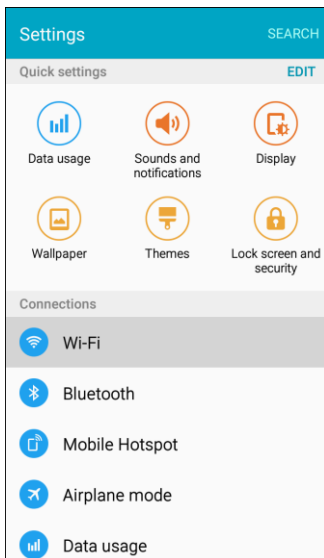 Settings
SEARCH
Quick settings
EDIT
Data usage
Sounds and
notifications
Display
Wallpaper
Themes
Lock screen and
security
Connections
Wi-Fi
Bluetooth
Mobile Hotspot
Airplane mode
Data usage